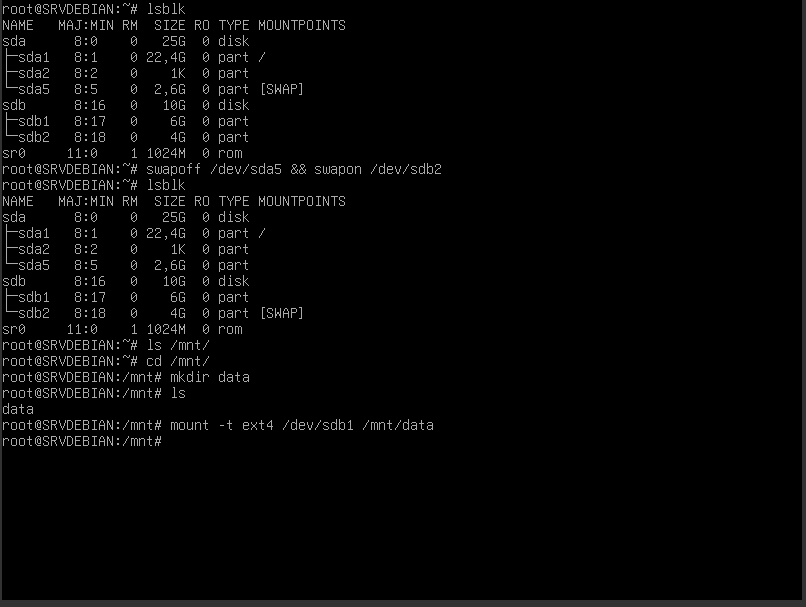 root@SRVDEBIAN:~# lsblk
NAME   MAJ:MIN RM  SIZE RO TYPE MOUNTPOINTS
sda      8:0    0   25G  0 disk
├─sda1   8:1    0 22,4G  0 part /
├─sda2   8:2    0    1K  0 part
└─sda5   8:5    0  2,6G  0 part [SWAP]
sdb      8:16   0   10G  0 disk
├─sdb1   8:17   0    6G  0 part
└─sdb2   8:18   0    4G  0 part
sr0     11:0    1 1024M  0 rom
root@SRVDEBIAN:~# swapoff /dev/sda5 && swapon /dev/sdb2
root@SRVDEBIAN:~# lsblk
NAME   MAJ:MIN RM  SIZE RO TYPE MOUNTPOINTS
sda      8:0    0   25G  0 disk
├─sda1   8:1    0 22,4G  0 part /
├─sda2   8:2    0    1K  0 part
└─sda5   8:5    0  2,6G  0 part
sdb      8:16   0   10G  0 disk
├─sdb1   8:17   0    6G  0 part
└─sdb2   8:18   0    4G  0 part [SWAP]
sr0     11:0    1 1024M  0 rom
root@SRVDEBIAN:~# ls /mnt/
root@SRVDEBIAN:~# cd /mnt/
root@SRVDEBIAN:/mnt# mkdir data
root@SRVDEBIAN:/mnt# ls
data
root@SRVDEBIAN:/mnt# mount -t ext4 /dev/sdb1 /mnt/data
root@SRVDEBIAN:/mnt#